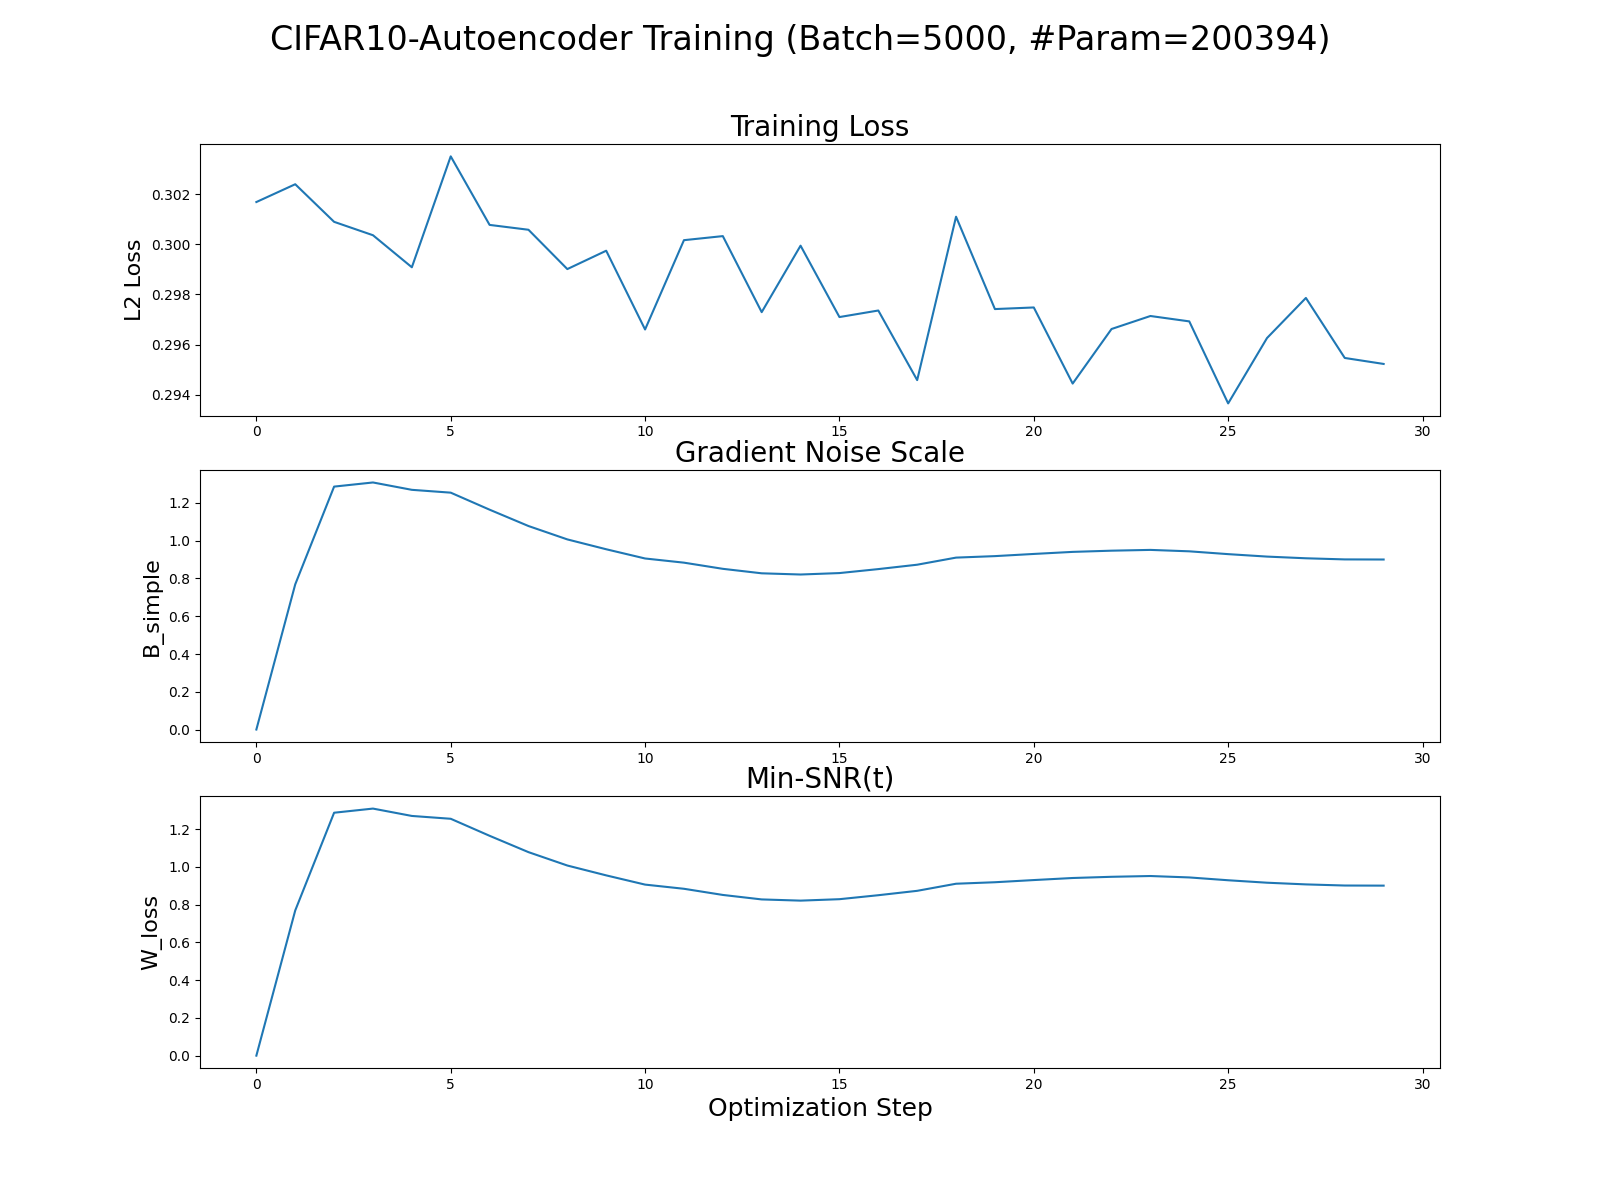 CIFAR10-Autoencoder Training (Batch=5000, #Param=200394)
Training Loss
L2 Loss
0.302
0.300
0.298
0.296
0.294
0 5 10 15 20 25 30
Gradient Noise Scale
B_simple
1.2
1.0
0.8
0.6
0.4
0.2
0.0
0 5 10 15 20 25 30
Min-SNR(t)
W_loss
1.2
1.0
0.8
0.6
0.4
0.2
0.0
0 5 10 15 20 25 30
Optimization Step